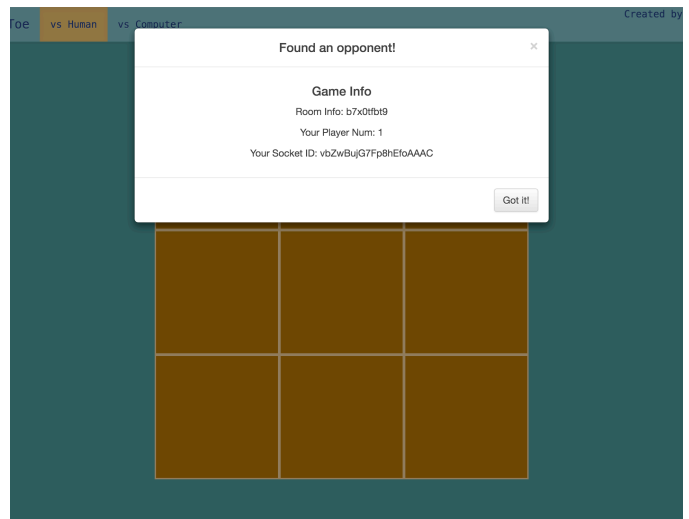 Toe vs Human vs Computer Created by
Found an opponent! ×
Game Info
Room Info: b7x0tfbt9
Your Player Num: 1
Your Socket ID: vbZwBujG7Fp8hEfoAAAC
Got it!